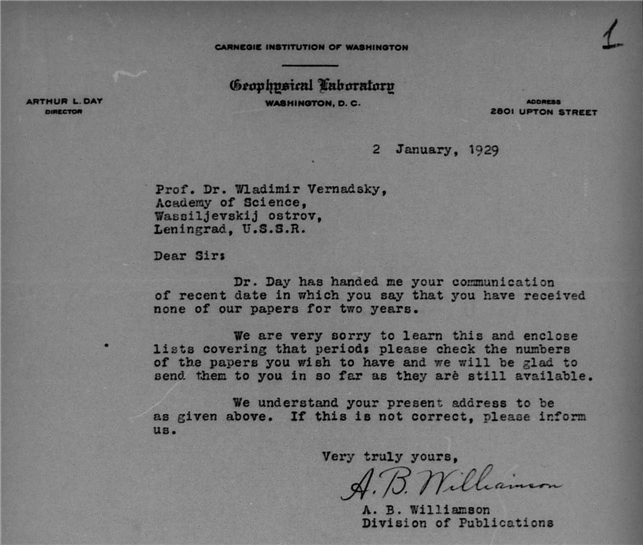 1
CARNEGIE INSTITUTION OF WASHINGTON
Geophysical Laboratory
WASHINGTON, D. C.
ARTHUR L. DAY
DIRECTOR
ADDRESS
2801 UPTON STREET
2 January, 1929
Prof. Dr. Wladimir Vernadsky,
Academy of Science,
Wassiljevskij ostrov,
Leningrad, U.S.S.R.
Dear Sir:
Dr. Day has handed me your communication
of recent date in which you say that you have received
none of our papers for two years.
We are very sorry to learn this and enclose
lists covering that period; please check the numbers
of the papers you wish to have and we will be glad to
send them to you in so far as they are still available.
We understand your present address to be
as given above. If this is not correct, please inform
us.
Very truly yours,
A. B. Williamson
A. B. Williamson
Division of Publications